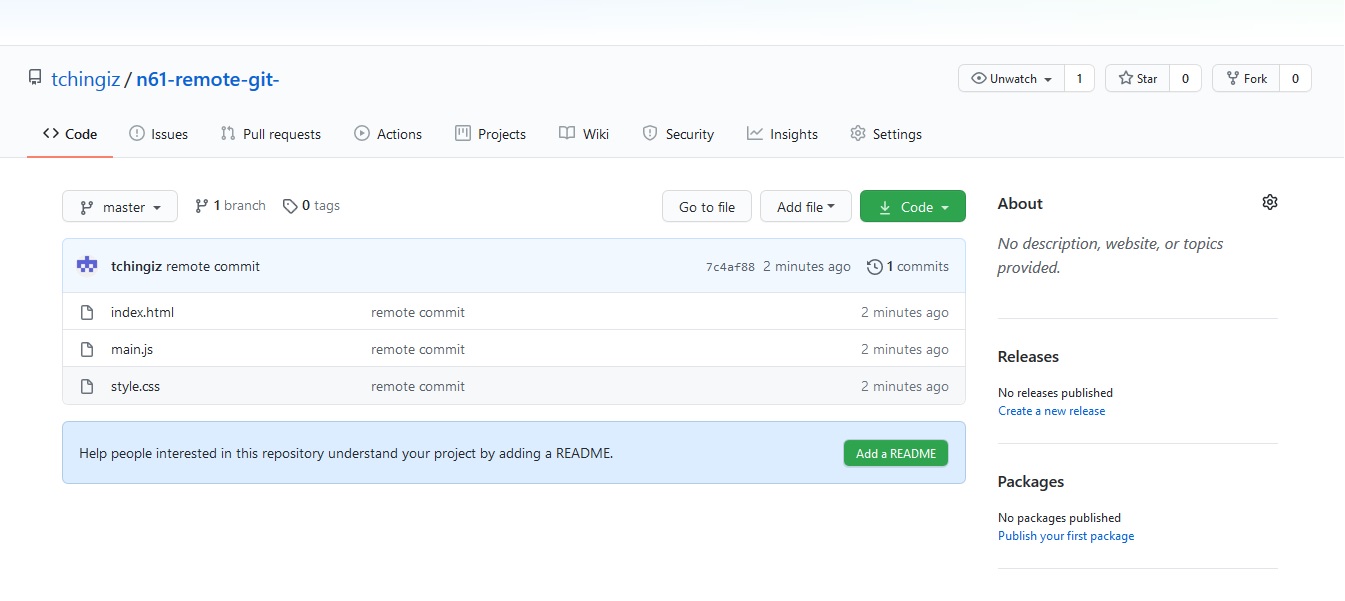 tchingiz / n61-remote-git-
Unwatch 1 Star 0 Fork 0
Code Issues Pull requests Actions Projects Wiki Security Insights Settings
master 1 branch 0 tags Go to file Add file Code
tchingiz remote commit 7c4af88 2 minutes ago 1 commits
index.html remote commit 2 minutes ago
main.js remote commit 2 minutes ago
style.css remote commit 2 minutes ago
Help people interested in this repository understand your project by adding a README. Add a README
About
No description, website, or topics
provided.
Releases
No releases published
Create a new release
Packages
No packages published
Publish your first package